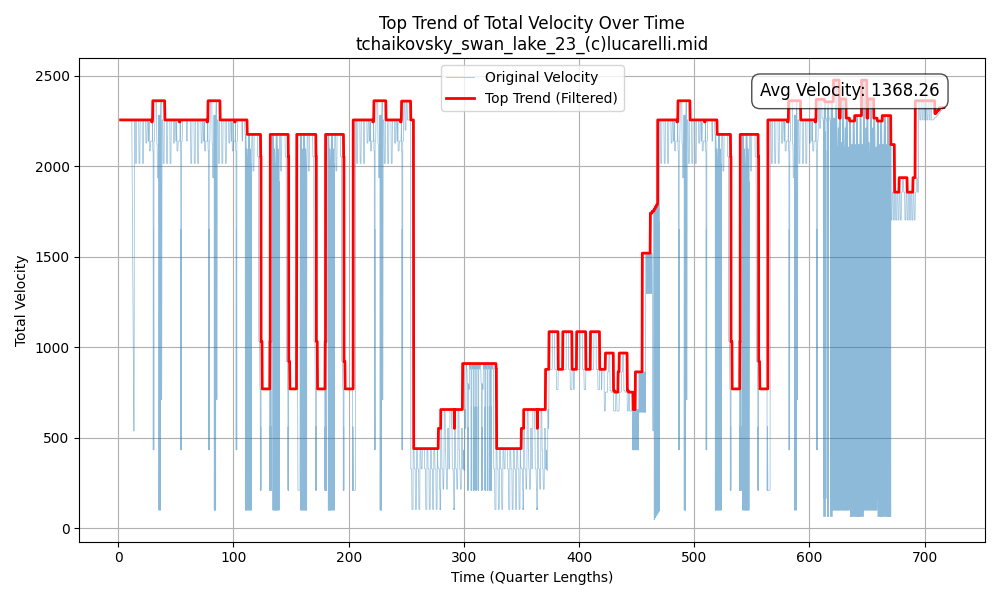 Top Trend of Total Velocity Over Time
tchaikovsky_swan_lake_23_(c)lucarelli.mid
Original Velocity
Top Trend (Filtered)
Avg Velocity: 1368.26
2500
2000
1500
1000
500
0
Total Velocity
0 100 200 300 400 500 600 700
Time (Quarter Lengths)